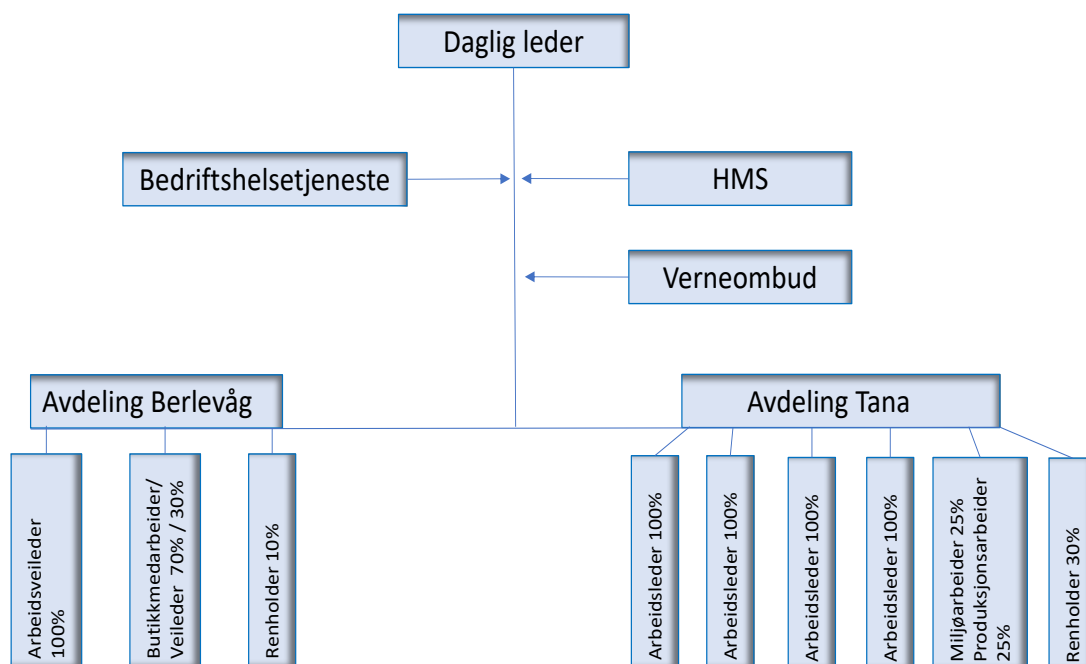 Daglig leder
Bedriftshelsetjeneste
HMS
Verneombud
Avdeling Berlevåg
Avdeling Tana
Arbeidsveileder
100%
Butikkmedarbeider/
Veileder 70% / 30%
Renholder 10%
Arbeidsleder 100%
Arbeidsleder 100%
Arbeidsleder 100%
Arbeidsleder 100%
Miljøarbeider 25%
Produksjonsarbeider
25%
Renholder 30%